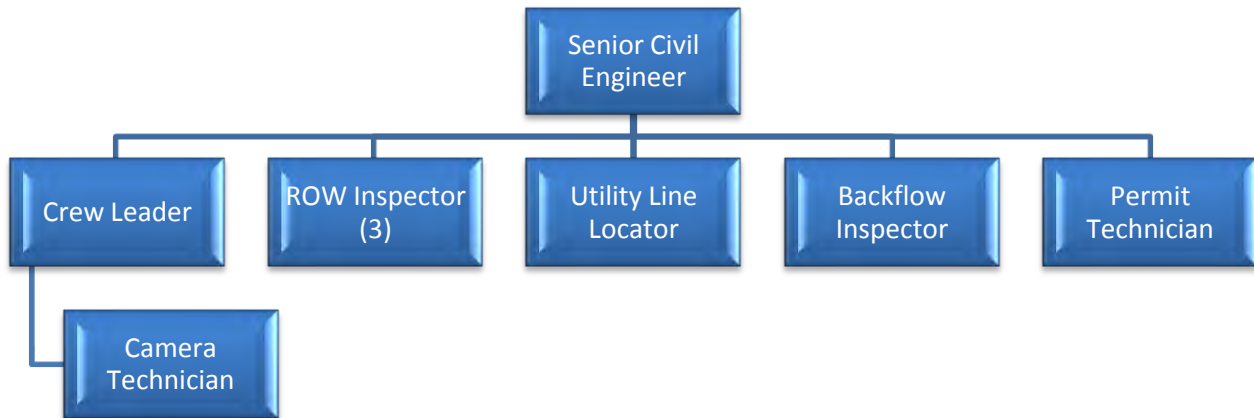 Senior Civil
Engineer
Crew Leader
ROW Inspector
(3)
Utility Line
Locator
Backflow
Inspector
Permit
Technician
Camera
Technician